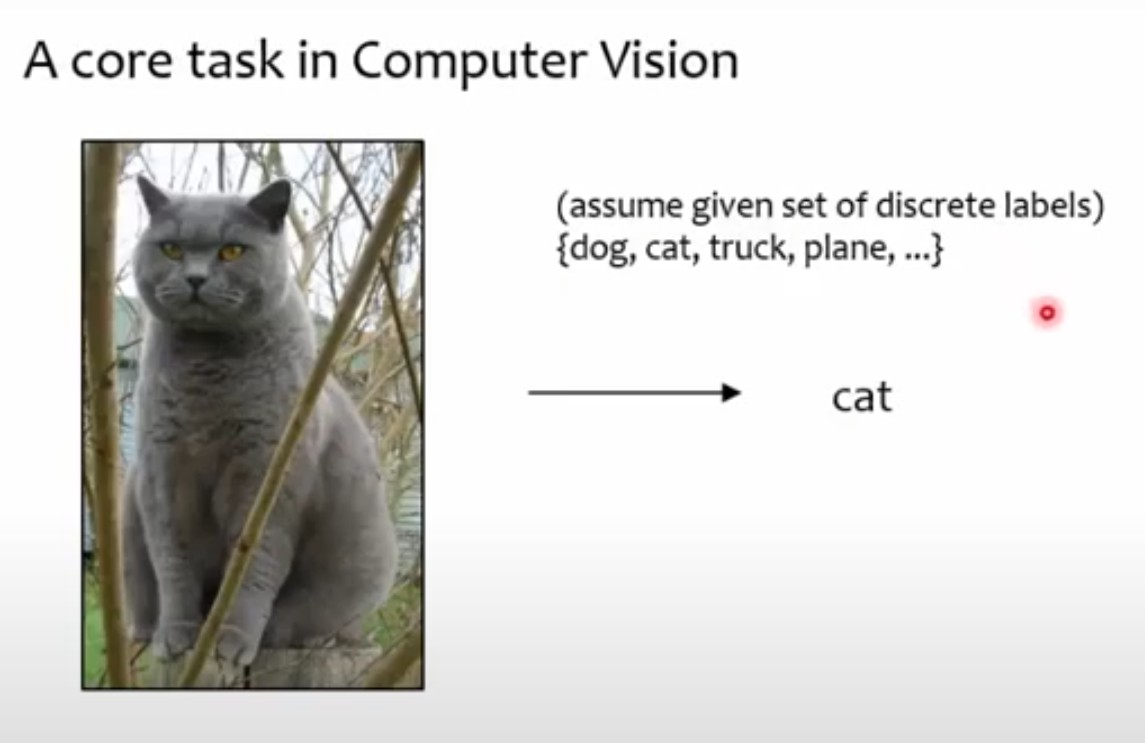 A core task in Computer Vision
(assume given set of discrete labels)
{dog, cat, truck, plane, ...}
cat